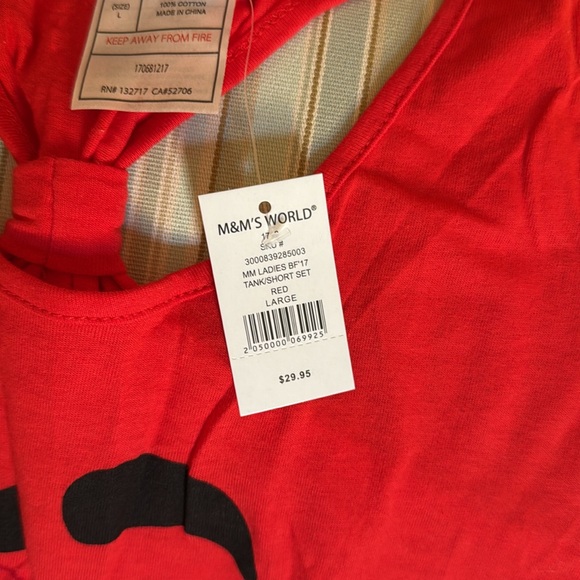 (SIZE)
L
100% COTTON
MADE IN CHINA
KEEP AWAY FROM FIRE
170681217
RN# 132717 CA#52706
M&M'S WORLD®
SKU #
3000839285003
MM LADIES BF'17
TANK/SHORT SET
RED
LARGE
2 050000 069925
$29.95